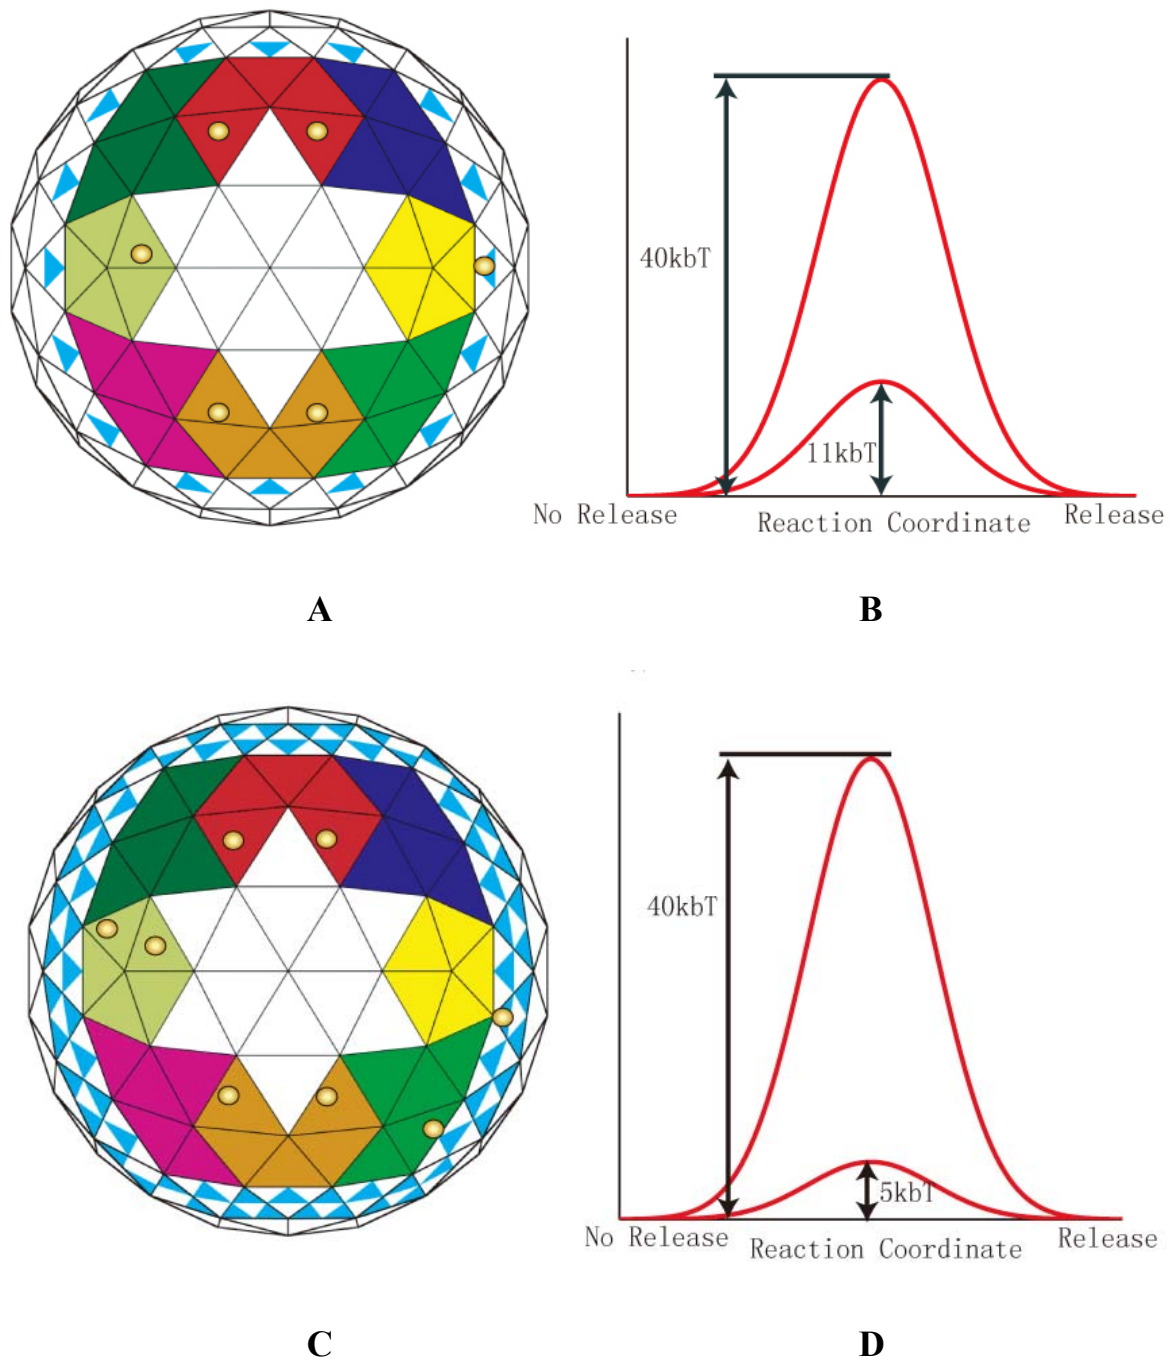 40kbT
11kbT
No Release
Reaction Coordinate
Release
A
B
40kbT
5kbT
No Release
Reaction Coordinate
Release
C
D